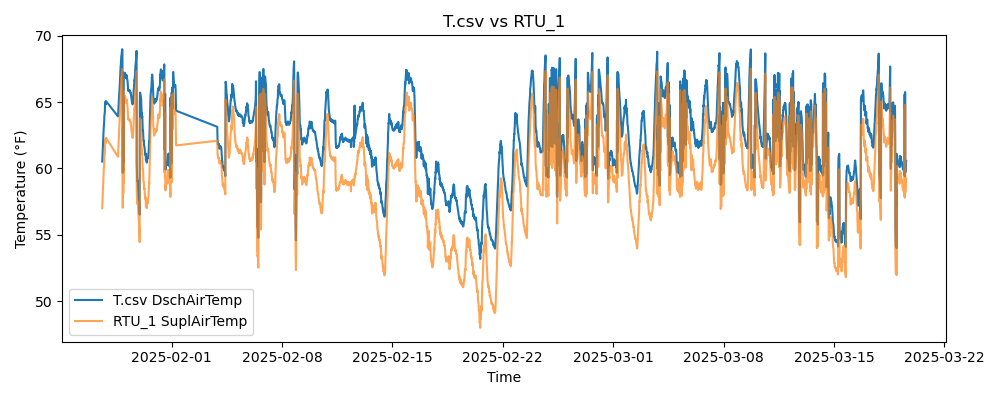 T.csv vs RTU_1
Temperature (°F)
70
65
60
55
50
T.csv DschAirTemp
RTU_1 SuplAirTemp
2025-02-01 2025-02-08 2025-02-15 2025-02-22 2025-03-01 2025-03-08 2025-03-15 2025-03-22
Time